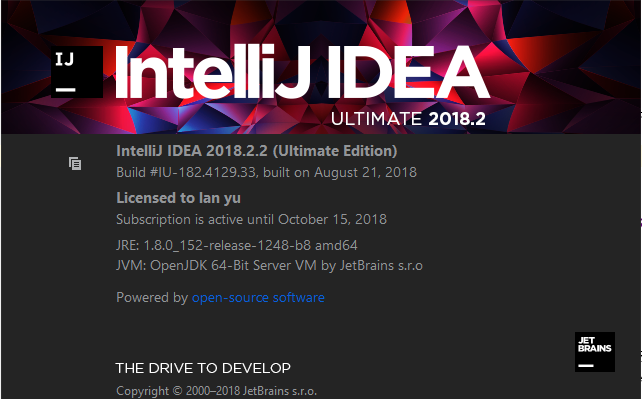 IJ
IntelliJ IDEA
ULTIMATE 2018.2
IntelliJ IDEA 2018.2.2 (Ultimate Edition)
Build #IU-182.4129.33, built on August 21, 2018
Licensed to lan yu
Subscription is active until October 15, 2018
JRE: 1.8.0_152-release-1248-b8 amd64
JVM: OpenJDK 64-Bit Server VM by JetBrains s.r.o
Powered by open-source software
JET
BRAINS
THE DRIVE TO DEVELOP
Copyright © 2000–2018 JetBrains s.r.o.